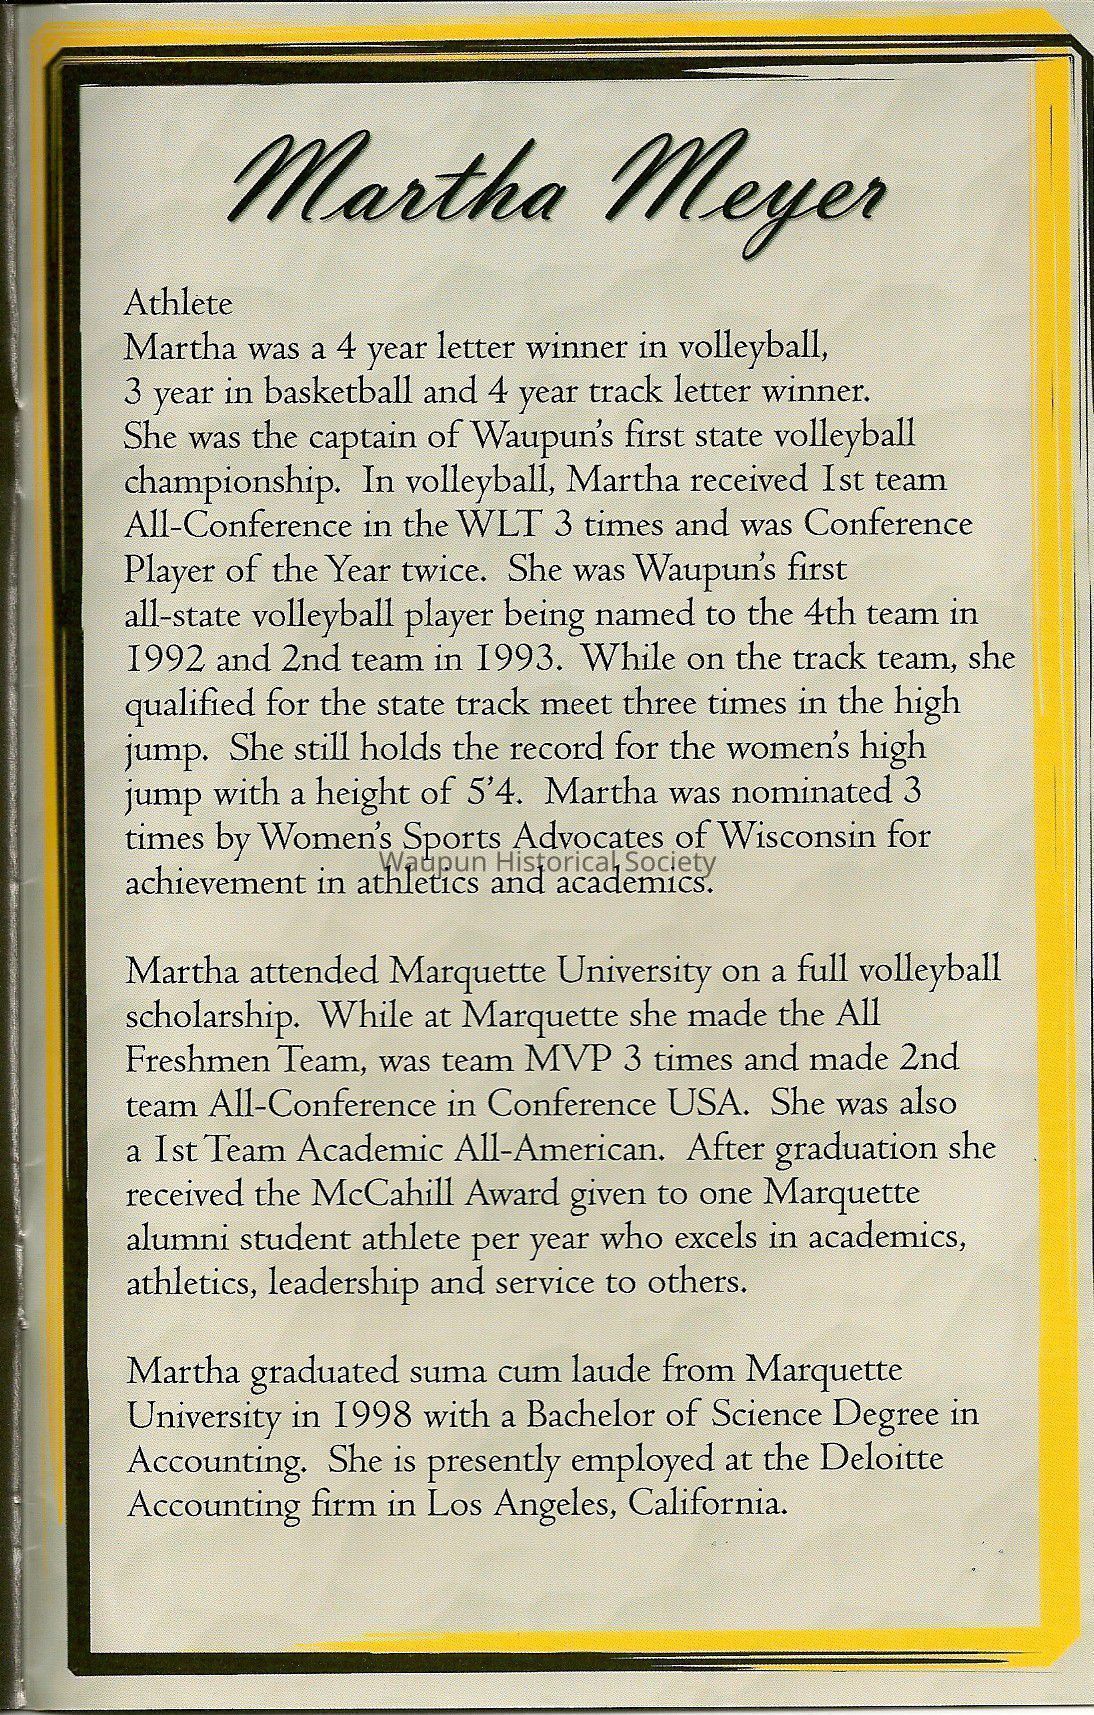 Martha Meyer
Athlete
Martha was a 4 year letter winner in volleyball,
3 year in basketball and 4 year track letter winner.
She was the captain of Waupun's first state volleyball
championship.  In volleyball, Martha received 1st team
All-Conference in the WLT 3 times and was Conference
Player of the Year twice.  She was Waupun's first
all-state volleyball player being named to the 4th team in
1992 and 2nd team in 1993.  While on the track team, she
qualified for the state track meet three times in the high
jump.  She still holds the record for the women's high
jump with a height of 5'4.  Martha was nominated 3
times by Women's Sports Advocates of Wisconsin for
Waupun Historical Society
achievement in athletics and academics.

Martha attended Marquette University on a full volleyball
scholarship.  While at Marquette she made the All
Freshmen Team, was team MVP 3 times and made 2nd
team All-Conference in Conference USA.  She was also
a 1st Team Academic All-American.  After graduation she
received the McCahill Award given to one Marquette
alumni student athlete per year who excels in academics,
athletics, leadership and service to others.

Martha graduated suma cum laude from Marquette
University in 1998 with a Bachelor of Science Degree in
Accounting.  She is presently employed at the Deloitte
Accounting firm in Los Angeles, California.